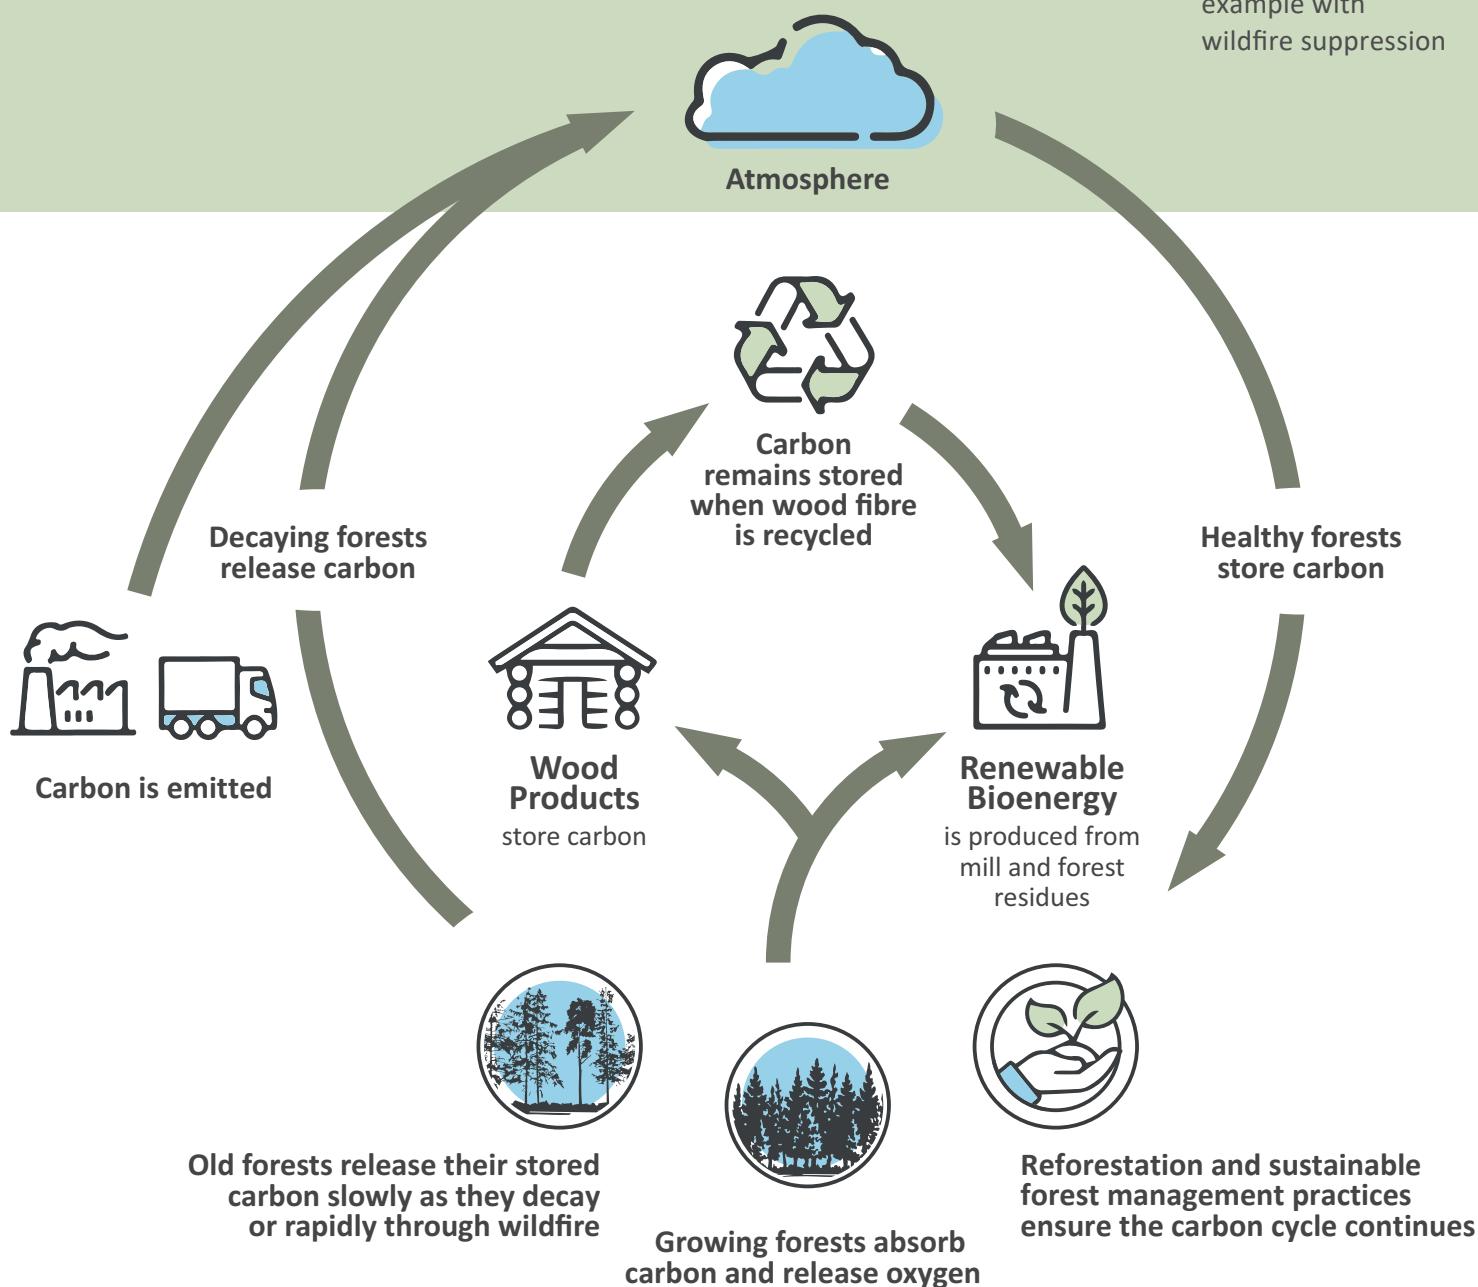 example with
wildfire suppression
Atmosphere
Carbon
remains stored
when wood fibre
is recycled
Decaying forests
release carbon
Healthy forests
store carbon
Carbon is emitted
Wood
Products
store carbon
Renewable
Bioenergy
is produced from
mill and forest
residues
Old forests release their stored
carbon slowly as they decay
or rapidly through wildfire
Growing forests absorb
carbon and release oxygen
Reforestation and sustainable
forest management practices
ensure the carbon cycle continues